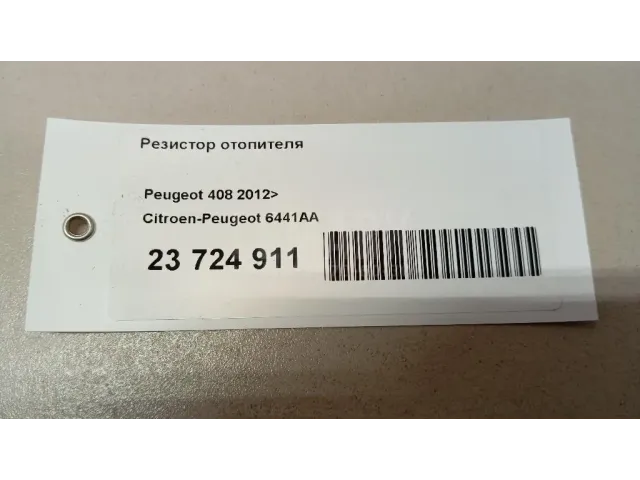 Резистор отопителя
Peugeot 408 2012>
Citroen-Peugeot 6441AA
23 724 911